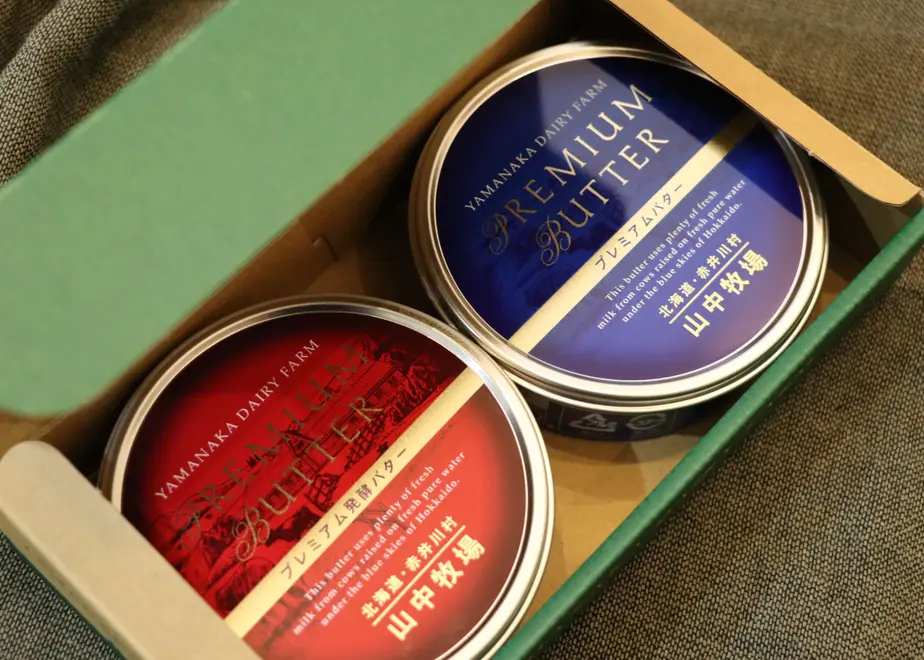 YAMANAKA DAIRY FARM
PREMIUM
BUTTER
プレミアムバター
This butter uses plenty of fresh
milk from cows raised on fresh pure water
under the blue skies of Hokkaido.
北海道・赤井川村
山中牧場
YAMANAKA DAIRY FARM
PREMIUM
BUTTER
プレミアム発酵バター
This butter uses plenty of fresh
milk from cows raised on fresh pure water
under the blue skies of Hokkaido.
北海道・赤井川村
山中牧場